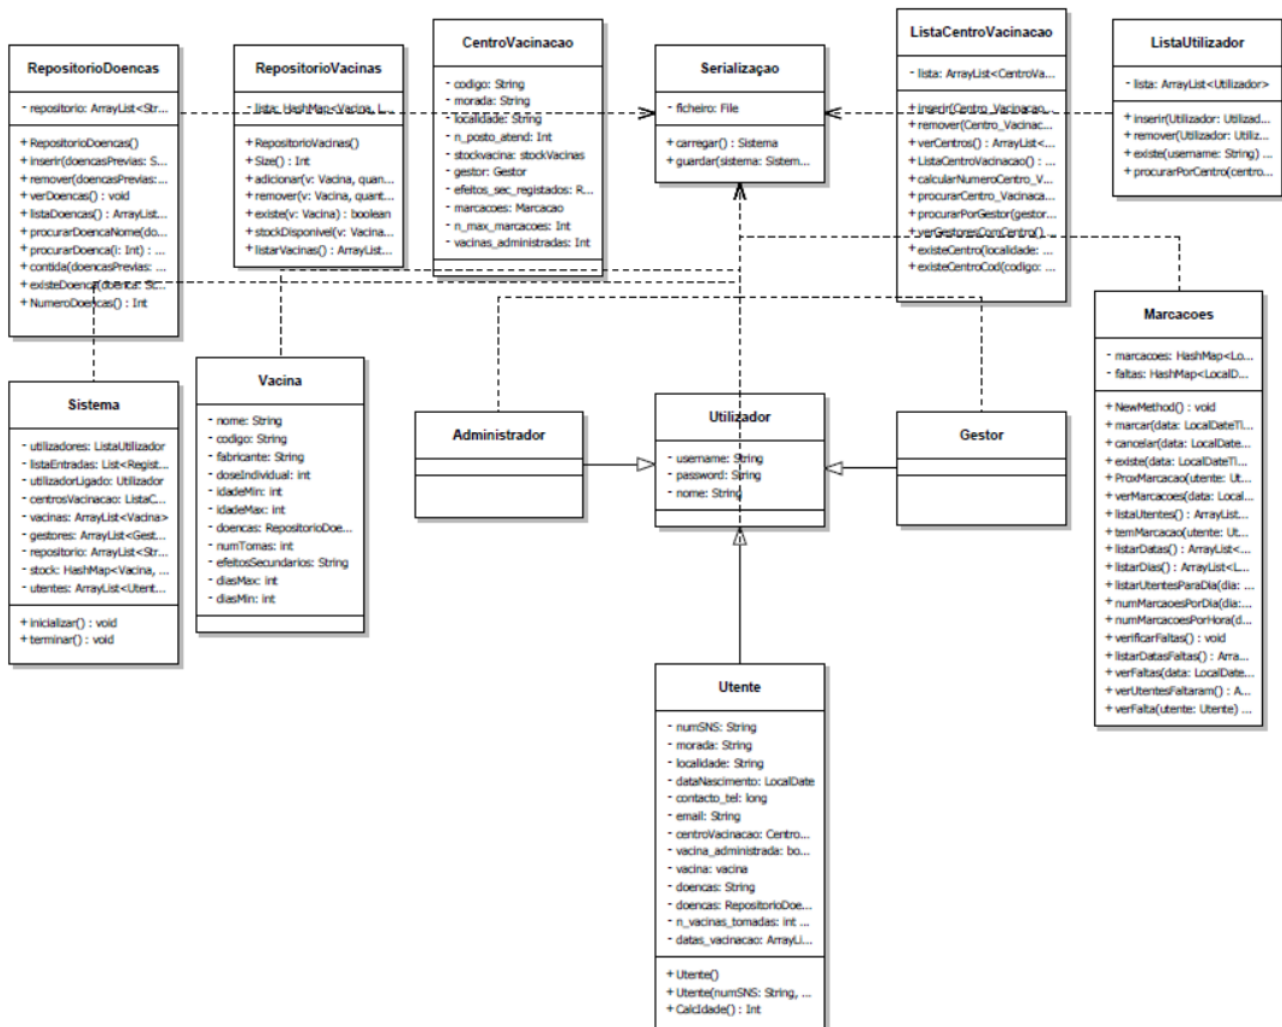 RepositorioDoencas
- repositorio: ArrayList<Str...
+ RepositorioDoencas()
+ inserir(doencasPrevias: S...
+ remover(doencasPrevias: ...
+ verDoencas() : void
+ listaDoencas() : ArrayList...
+ procurarDoencaNome(do...
+ procurarDoenca(i: Int) : ...
+ contida(doencasPrevias: ...
+ existeDoenca(doenca: Sc...
+ NumeroDoencas() : Int
RepositorioVacinas
- lista: HashMap<Vacina, L...
+ RepositorioVacinas()
+ Size() : Int
+ adicionar(v: Vacina, quan...
+ remover(v: Vacina, quant...
+ existe(v: Vacina) : boolean
+ stockDisponivel(v: Vacina...
+ listarVacinas() : ArrayList...
CentroVacinacao
- codigo: String
- morada: String
- localidade: String
- n_posto_atend: Int
- stockvacina: stockVacinas
- gestor: Gestor
- efeitos_sec_registados: R...
- marcacoes: Marcacao
- n_max_marcacoes: Int
- vacinas_administradas: Int
Serializaçao
- ficheiro: File
+ carregar() : Sistema
+ guardar(sistema: Sistem...
ListaCentroVacinacao
- lista: ArrayList<CentroVa...
+ inserir(Centro_Vacinacao...
+ remover(Centro_Vacinac...
+ verCentros() : ArrayList<...
+ ListaCentroVacinacao() : ...
+ calcularNumeroCentro_V...
+ procurarCentro_Vacinaca...
+ procurarPorGestor(gestor...
+ verGestoresComCentro() ...
+ existeCentro(localidade: ...
+ existeCentroCod(codigo: ...
ListaUtilizador
- lista: ArrayList<Utilizador>
+ inserir(Utilizador: Utilizad...
+ remover(Utilizador: Utiliz...
+ existe(username: String) ...
+ procurarPorCentro(centro...
Sistema
- utilizadores: ListaUtilizador
- listaEntradas: List<Regist...
- utilizadorLigado: Utilizador
- centrosVacinacao: ListaC...
- vacinas: ArrayList<Vacina>
- gestores: ArrayList<Gest...
- repositorio: ArrayList<Str...
- stock: HashMap<Vacina, ...
- utentes: ArrayList<Utent...
+ inicializar() : void
+ terminar() : void
Vacina
- nome: String
- codigo: String
- fabricante: String
- doseIndividual: int
- idadeMin: int
- idadeMax: int
- doencas: RepositorioDoe...
- numTomas: int
- efeitosSecundarios: String
- diasMax: int
- diasMin: int
Administrador
Utilizador
- username: String
- password: String
- nome: String
Gestor
Marcacoes
- marcacoes: HashMap<Lo...
- faltas: HashMap<LocalD...
+ NewMethod() : void
+ marcar(data: LocalDateTi...
+ cancelar(data: LocalDate...
+ existe(data: LocalDateTi...
+ ProxMarcacao(utente: Ut...
+ verMarcacoes(data: Local...
+ listaUtentes() : ArrayList...
+ temMarcacao(utente: Ut...
+ listarDatas() : ArrayList<...
+ listarDias() : ArrayList<L...
+ listarUtentesParaDia(dia: ...
+ numMarcaoesPorDia(dia:...
+ numMarcacoesPorHora(d...
+ verificarFaltas() : void
+ listarDatasFaltas() : Arra...
+ verFaltas(data: LocalDate...
+ verUtentesFaltaram() : A...
+ verFalta(utente: Utente) ...
Utente
- numSNS: String
- morada: String
- localidade: String
- dataNascimento: LocalDate
- contacto_tel: long
- email: String
- centroVacinacao: Centro...
- vacina_administrada: bo...
- vacina: vacina
- doencas: String
- doencas: RepositorioDoe...
- n_vacinas_tomadas: int ...
- datas_vacinacao: ArrayLi...
+ Utente()
+ Utente(numSNS: String, ...
+ CalcIdade() : Int